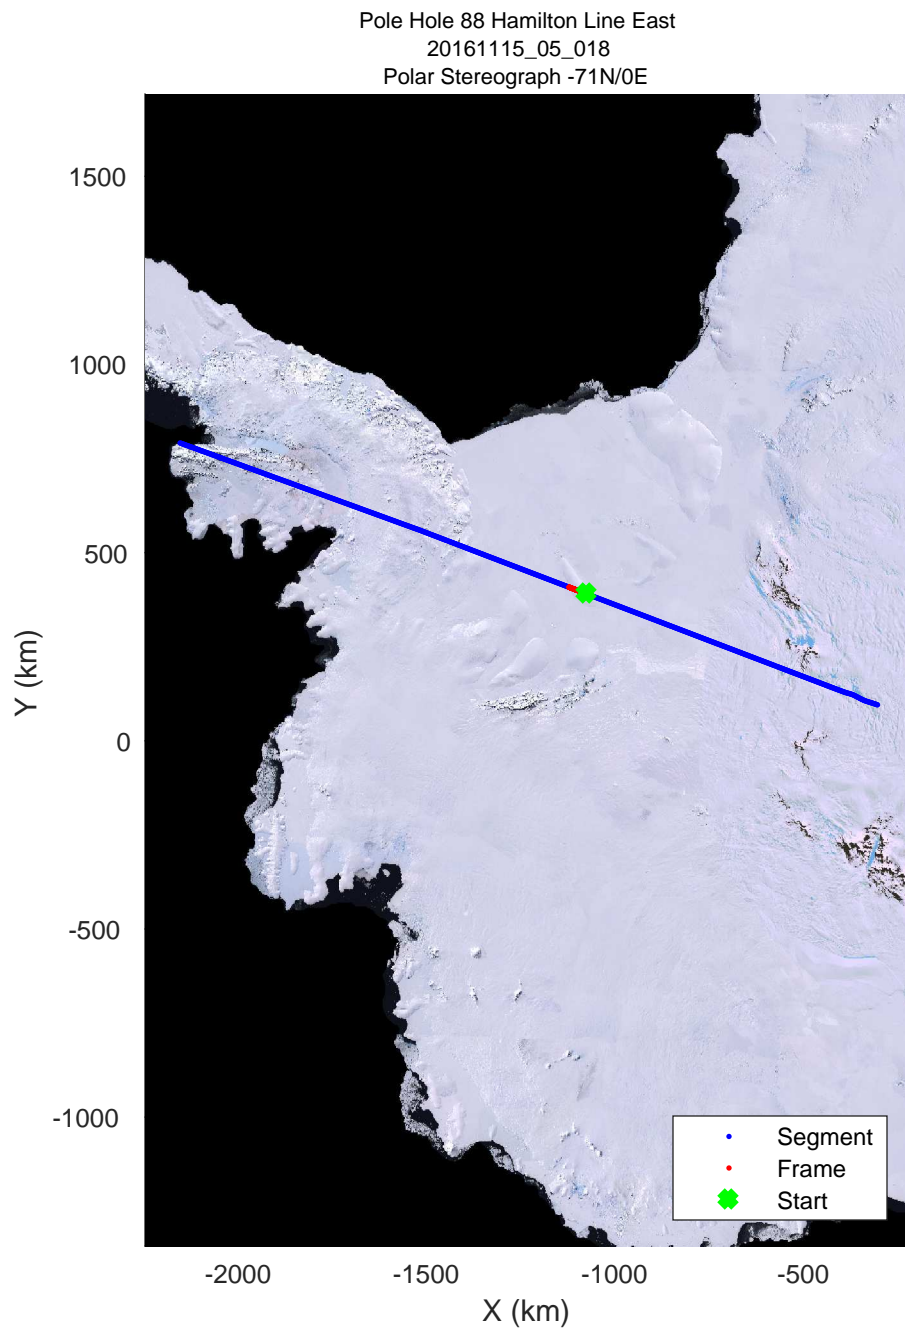 Pole Hole 88 Hamilton Line East
20161115_05_018
Polar Stereograph -71N/0E
1500
1000
500
0
-500
-1000
Y (km)
-2000
-1500
-1000
-500
X (km)
Segment
Frame
Start